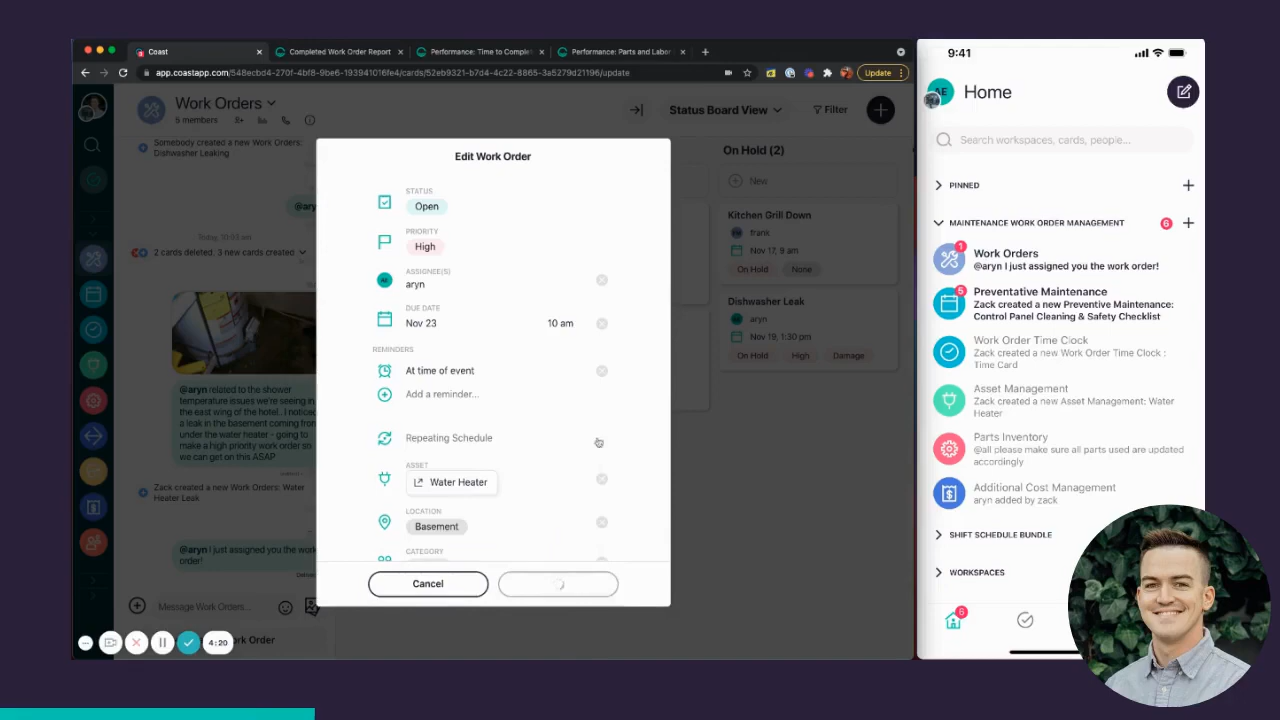 Coast
Completed Work Order Report
Performance: Time to Complet
Performance: Parts and Labor
app.coastapp.com/548ecbd4-270f-4bf8-9be6-193941016fe4/cards/52eb9321-b7d4-4c22-8865-3a5279d21196/update
Update
Work Orders
5 members
Status Board View
Filter
Somebody created a new Work Orders:
Dishwasher Leaking
Today, 10:03 am
2 cards deleted. 3 new cards created
@aryn related to the shower
temperature issues we're seeing in
the east wing of the hotel. I noticed
a leak in the basement coming from
under the water heater - going to
make a high priority work order so
we can get on this ASAP
Zack created a new Work Orders: Water
Heater Leak
@aryn I just assigned you the work
order!
Message Work Orders...
4:20
Order
Edit Work Order
STATUS
Open
PRIORITY
High
ASSIGNEE(S)
AE
aryn
DUE DATE
Nov 23
10 am
REMINDERS
At time of event
Add a reminder...
Repeating Schedule
ASSET
Water Heater
LOCATION
Basement
CATEGORY
Cancel
On Hold (2)
New
Kitchen Grill Down
frank
Nov 17, 9 am
On Hold
None
Dishwasher Leak
aryn
Nov 19, 1:30 pm
On Hold
High
Damage
9:41
AE
Home
Search workspaces, cards, people...
PINNED
MAINTENANCE WORK ORDER MANAGEMENT
6
1
Work Orders
@aryn I just assigned you the work order!
5
Preventative Maintenance
Zack created a new Preventive Maintenance:
Control Panel Cleaning & Safety Checklist
Work Order Time Clock
Zack created a new Work Order Time Clock :
Time Card
Asset Management
Zack created a new Asset Management: Water
Heater
Parts Inventory
@all please make sure all parts used are updated
accordingly
Additional Cost Management
aryn added by zack
SHIFT SCHEDULE BUNDLE
WORKSPACES
6